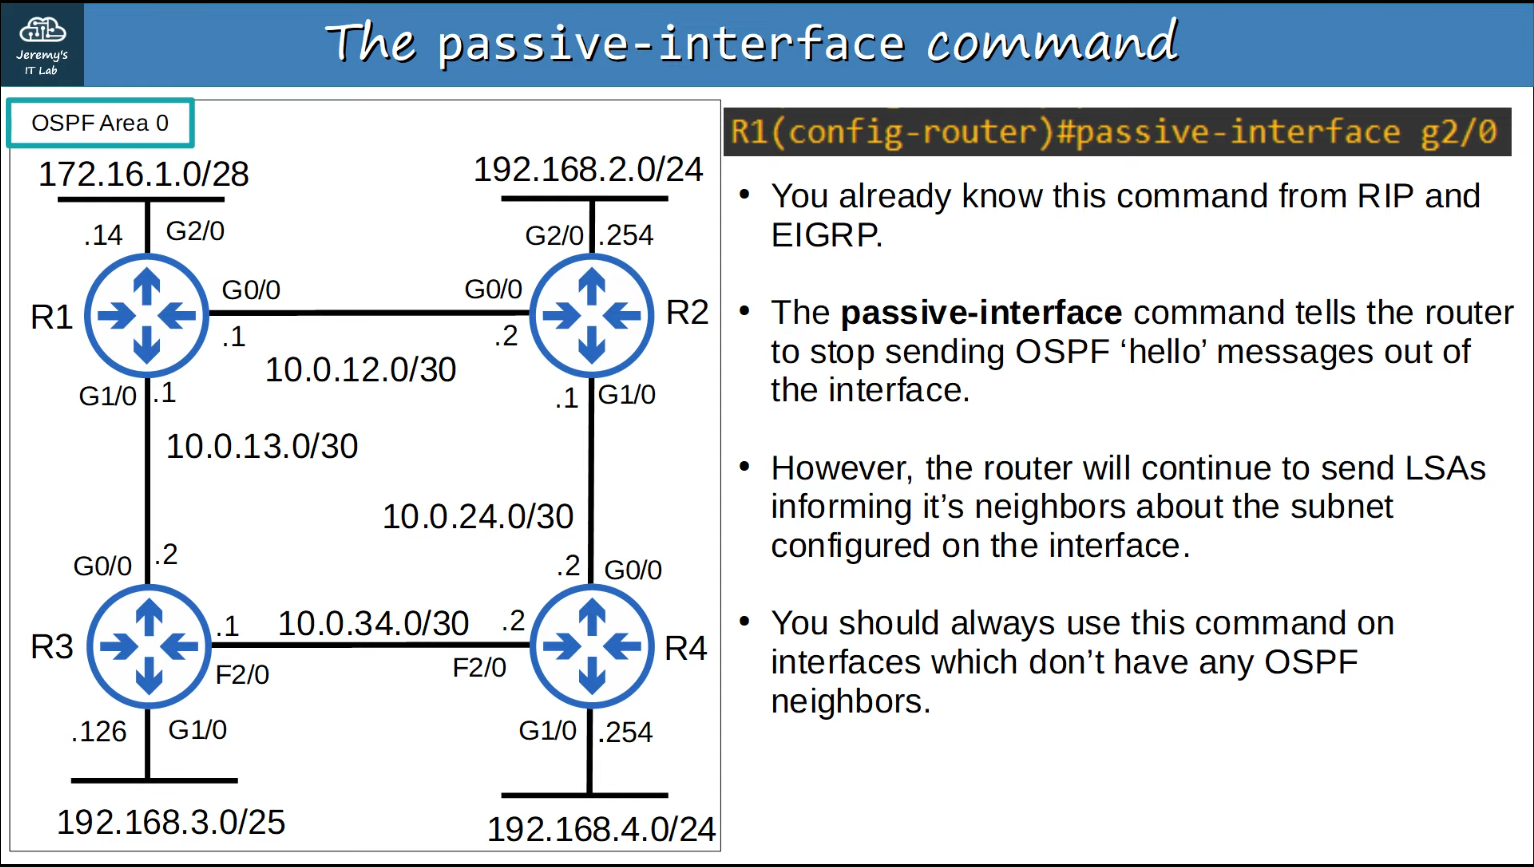 Jeremy's
IT Lab
The passive-interface command
OSPF Area 0
172.16.1.0/28
192.168.2.0/24
.14
G2/0
G2/0
.254
R1
G0/0
G0/0
R2
.1
.2
10.0.12.0/30
G1/0
.1
.1
G1/0
10.0.13.0/30
10.0.24.0/30
G0/0
.2
.2
G0/0
R3
.1
10.0.34.0/30
.2
R4
F2/0
F2/0
.126
G1/0
G1/0
.254
192.168.3.0/25
192.168.4.0/24
R1(config-router)#passive-interface g2/0
• You already know this command from RIP and
EIGRP.
• The passive-interface command tells the router
to stop sending OSPF ‘hello’ messages out of
the interface.
• However, the router will continue to send LSAs
informing it’s neighbors about the subnet
configured on the interface.
• You should always use this command on
interfaces which don’t have any OSPF
neighbors.